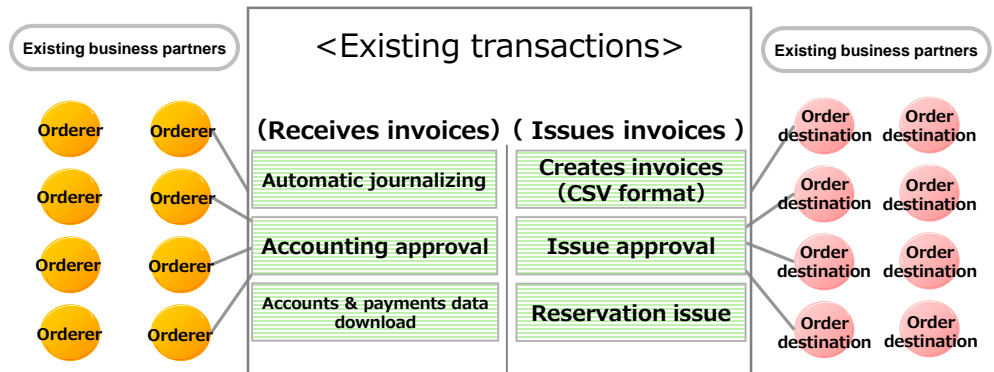 Existing business partners
<Existing transactions>
Existing business partners
Orderer
Orderer
Orderer
Orderer
Orderer
Orderer
Orderer
Orderer
(Receives invoices)
Automatic journalizing
Accounting approval
Accounts & payments data
download
( Issues invoices )
Creates invoices
(CSV format)
Issue approval
Reservation issue
Order
destination
Order
destination
Order
destination
Order
destination
Order
destination
Order
destination
Order
destination
Order
destination